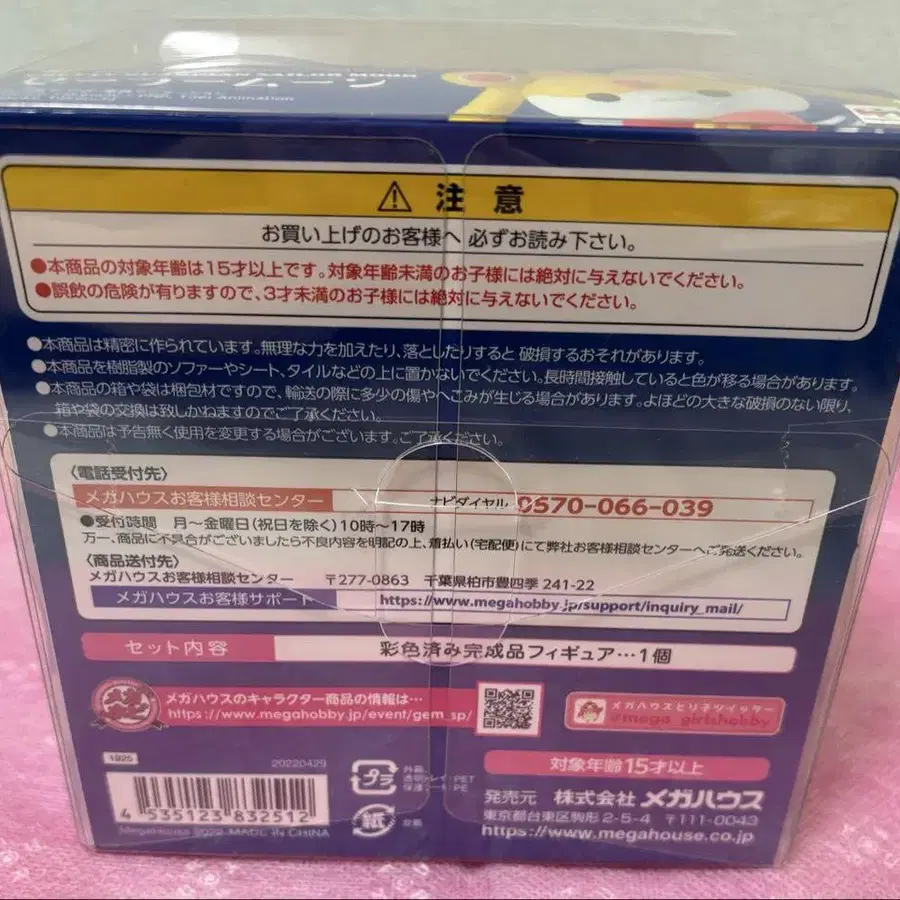 Toei Animation
注意
お買い上げのお客様へ 必ずお読み下さい。
●本商品の対象年齢は15才以上です。対象年齢未満のお子様には絶対に与えないでください。
●誤飲の危険が有りますので、3才未満のお子様には絶対に与えないでください。
●本商品は精密に作られています。無理な力を加えたり、落としたりすると 破損するおそれが有ります。
●本商品を樹脂製のソファーやシート、タイルなどの上に置かないでください。長時間接触していると色が移る場合があります。
●本商品の箱や袋は梱包材ですので、輸送の際に多少の傷やへこみが生じる場合が有ります。よほどの大きな破損のない限り、
箱や袋の交換は致しかねますのでご了承ください。
●本商品は予告無く使用を変更する場合がございます。ご了承ください。
〈電話受付先〉
メガハウスお客様相談センター ナビダイヤル 0570-066-039
●受付時間 月〜金曜日(祝日を除く)10時〜17時
万一、商品に不具合がございましたら不良内容を明記の上、着払い(宅配便)にて弊社お客様相談センターへご発送ください。
〈商品送付先〉
メガハウスお客様相談センター 〒277-0863 千葉県柏市豊四季 241-22
メガハウスお客様サポート https://www.megahobby.jp/support/inquiry_mail/
セット内容 彩色済み完成品フィギュア…1個
メガハウスのキャラクター商品の情報は…
https://www.megahobby.jp/event/gem_sp/
メガハウスとりネツイッター
@mega_girlshobby
対象年齢15才以上
1925 20220429
プラ
外箱
透明トレイ:PET
保護シート:PE
紙 台紙
4 535123 832512
MegaHouse 2022 MADE IN CHINA
発売元 株式会社 メガハウス
東京都台東区駒形 2-5-4 〒111-0043
https://www.megahouse.co.jp